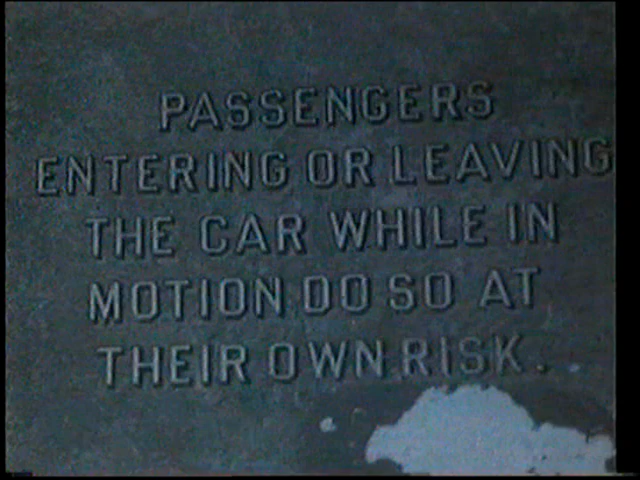 PASSENGERS
ENTERING OR LEAVING
THE CAR WHILE IN
MOTION DO SO AT
THEIR OWN RISK.